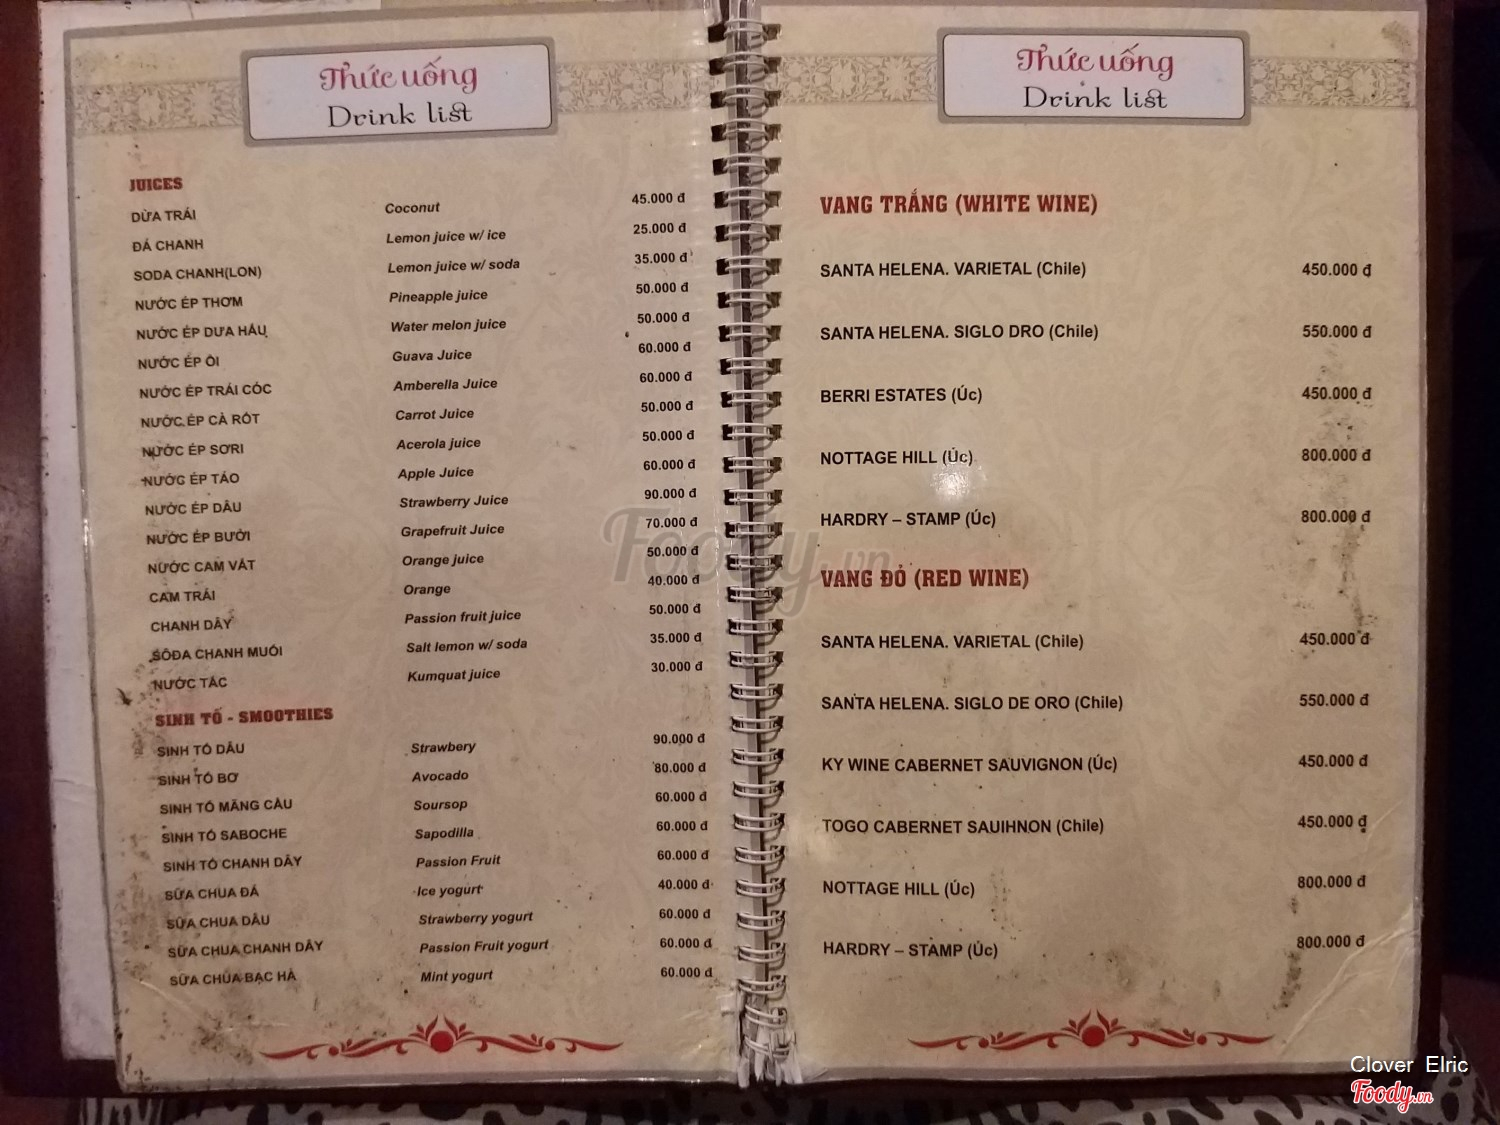 Thức uống
Drink list
JUICES
DỪA TRÁI Coconut 45.000 đ
ĐÁ CHANH Lemon juice w/ ice 25.000 đ
SODA CHANH(LON) Lemon juice w/ soda 35.000 đ
NƯỚC ÉP THƠM Pineapple juice 50.000 đ
NƯỚC ÉP DƯA HẤU Water melon juice 50.000 đ
NƯỚC ÉP ỔI Guava Juice 60.000 đ
NƯỚC ÉP TRÁI CÓC Amberella Juice 60.000 đ
NƯỚC ÉP CÀ RỐT Carrot Juice 50.000 đ
NƯỚC ÉP SƠRI Acerola juice 50.000 đ
NƯỚC ÉP TÁO Apple Juice 60.000 đ
NƯỚC ÉP DÂU Strawberry Juice 90.000 đ
NƯỚC ÉP BƯỞI Grapefruit Juice 70.000 đ
NƯỚC CAM VẮT Orange juice 50.000 đ
CAM TRÁI Orange 40.000 đ
CHANH DÂY Passion fruit juice 50.000 đ
SÔĐA CHANH MUỐI Salt lemon w/ soda 35.000 đ
NƯỚC TẮC Kumquat juice 30.000 đ
SINH TỐ - SMOOTHIES
SINH TỐ DÂU Strawbery 90.000 đ
SINH TỐ BƠ Avocado 80.000 đ
SINH TỐ MÃNG CẦU Soursop 60.000 đ
SINH TỐ SABOCHE Sapodilla 60.000 đ
SINH TỐ CHANH DÂY Passion Fruit 60.000 đ
SỮA CHUA ĐÁ Ice yogurt 40.000 đ
SỮA CHUA DÂU Strawberry yogurt 60.000 đ
SỮA CHUA CHANH DÂY Passion Fruit yogurt 60.000 đ
SỮA CHUA BẠC HÀ Mint yogurt 60.000 đ
Thức uống
Drink list
VANG TRẮNG (WHITE WINE)
SANTA HELENA. VARIETAL (Chile) 450.000 đ
SANTA HELENA. SIGLO DRO (Chile) 550.000 đ
BERRI ESTATES (Úc) 450.000 đ
NOTTAGE HILL (Úc) 800.000 đ
HARDRY – STAMP (Úc) 800.000 đ
VANG ĐỎ (RED WINE)
SANTA HELENA. VARIETAL (Chile) 450.000 đ
SANTA HELENA. SIGLO DE ORO (Chile) 550.000 đ
KY WINE CABERNET SAUVIGNON (Úc) 450.000 đ
TOGO CABERNET SAUIHNON (Chile) 450.000 đ
NOTTAGE HILL (Úc) 800.000 đ
HARDRY – STAMP (Úc) 800.000 đ
Foody.vn
Clover Elric
Foody.vn